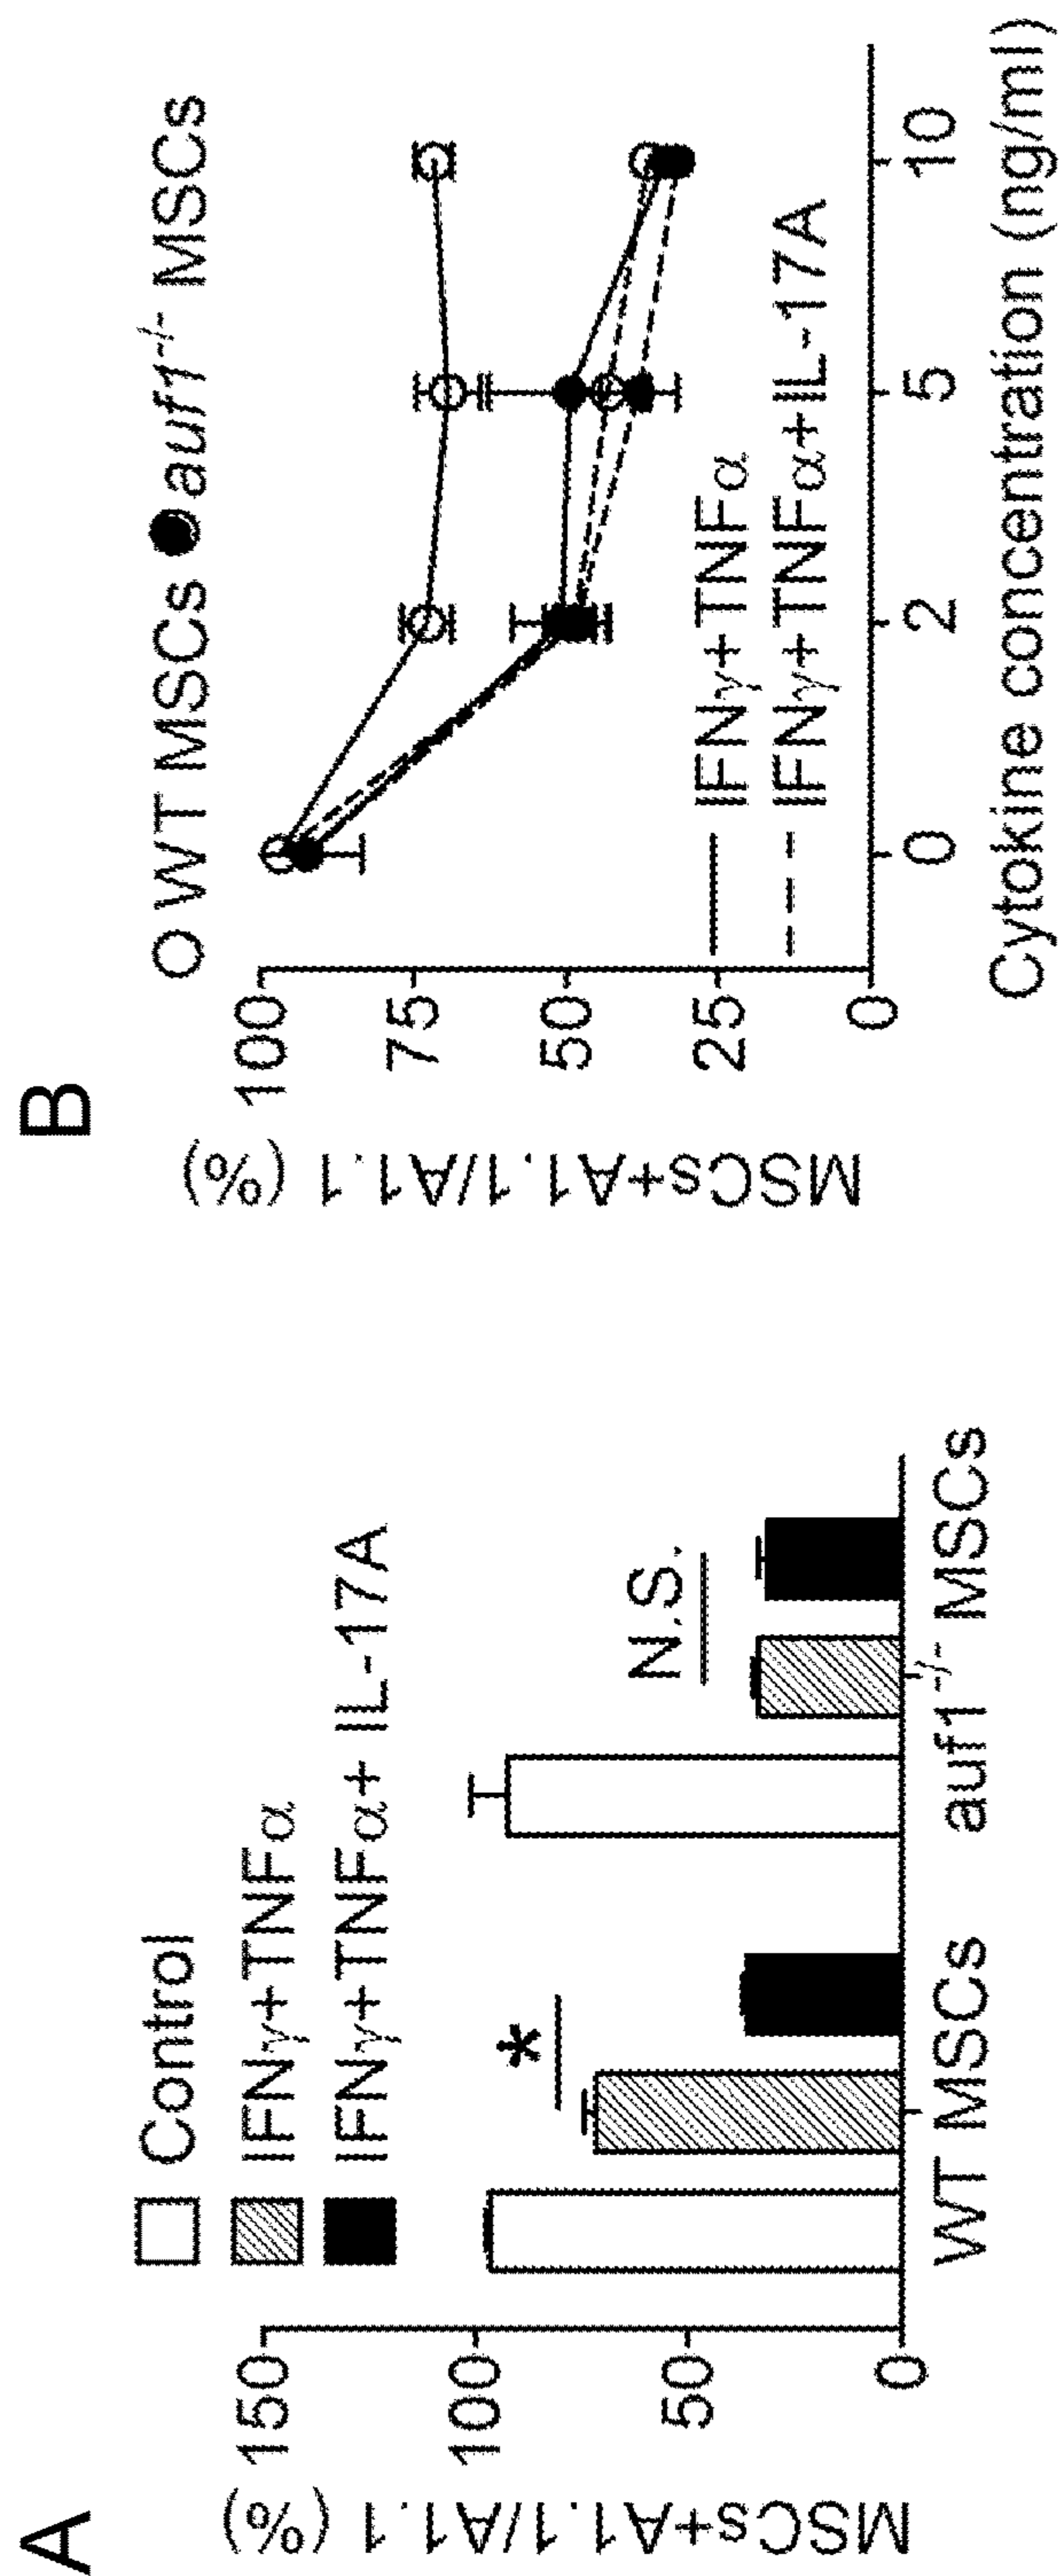 A
Control
IFNγ+TNFα
IFNγ+TNFα+ IL-17A
MSCs+A1.1/A1.1 (%)
150
100
50
0
*
N.S.
WT MSCs
auf1-/- MSCs
B
WT MSCs
auf1-/- MSCs
MSCs+A1.1/A1.1 (%)
100
75
50
25
0
IFNγ+TNFα
IFNγ+TNFα+IL-17A
0 2 5 10
Cytokine concentration (ng/ml)